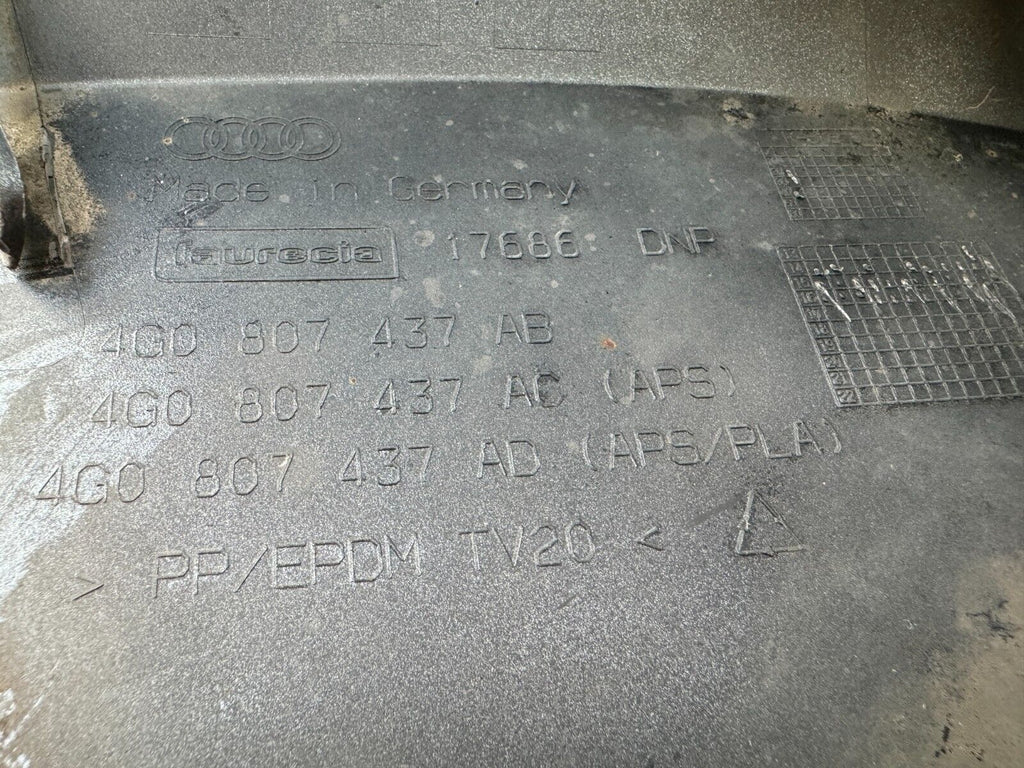 Made in Germany
faurecia 17686 DNP
4G0 807 437 AB
4G0 807 437 AC (APS)
4G0 807 437 AD (APS/PLA)
> PP/EPDM TV20 <